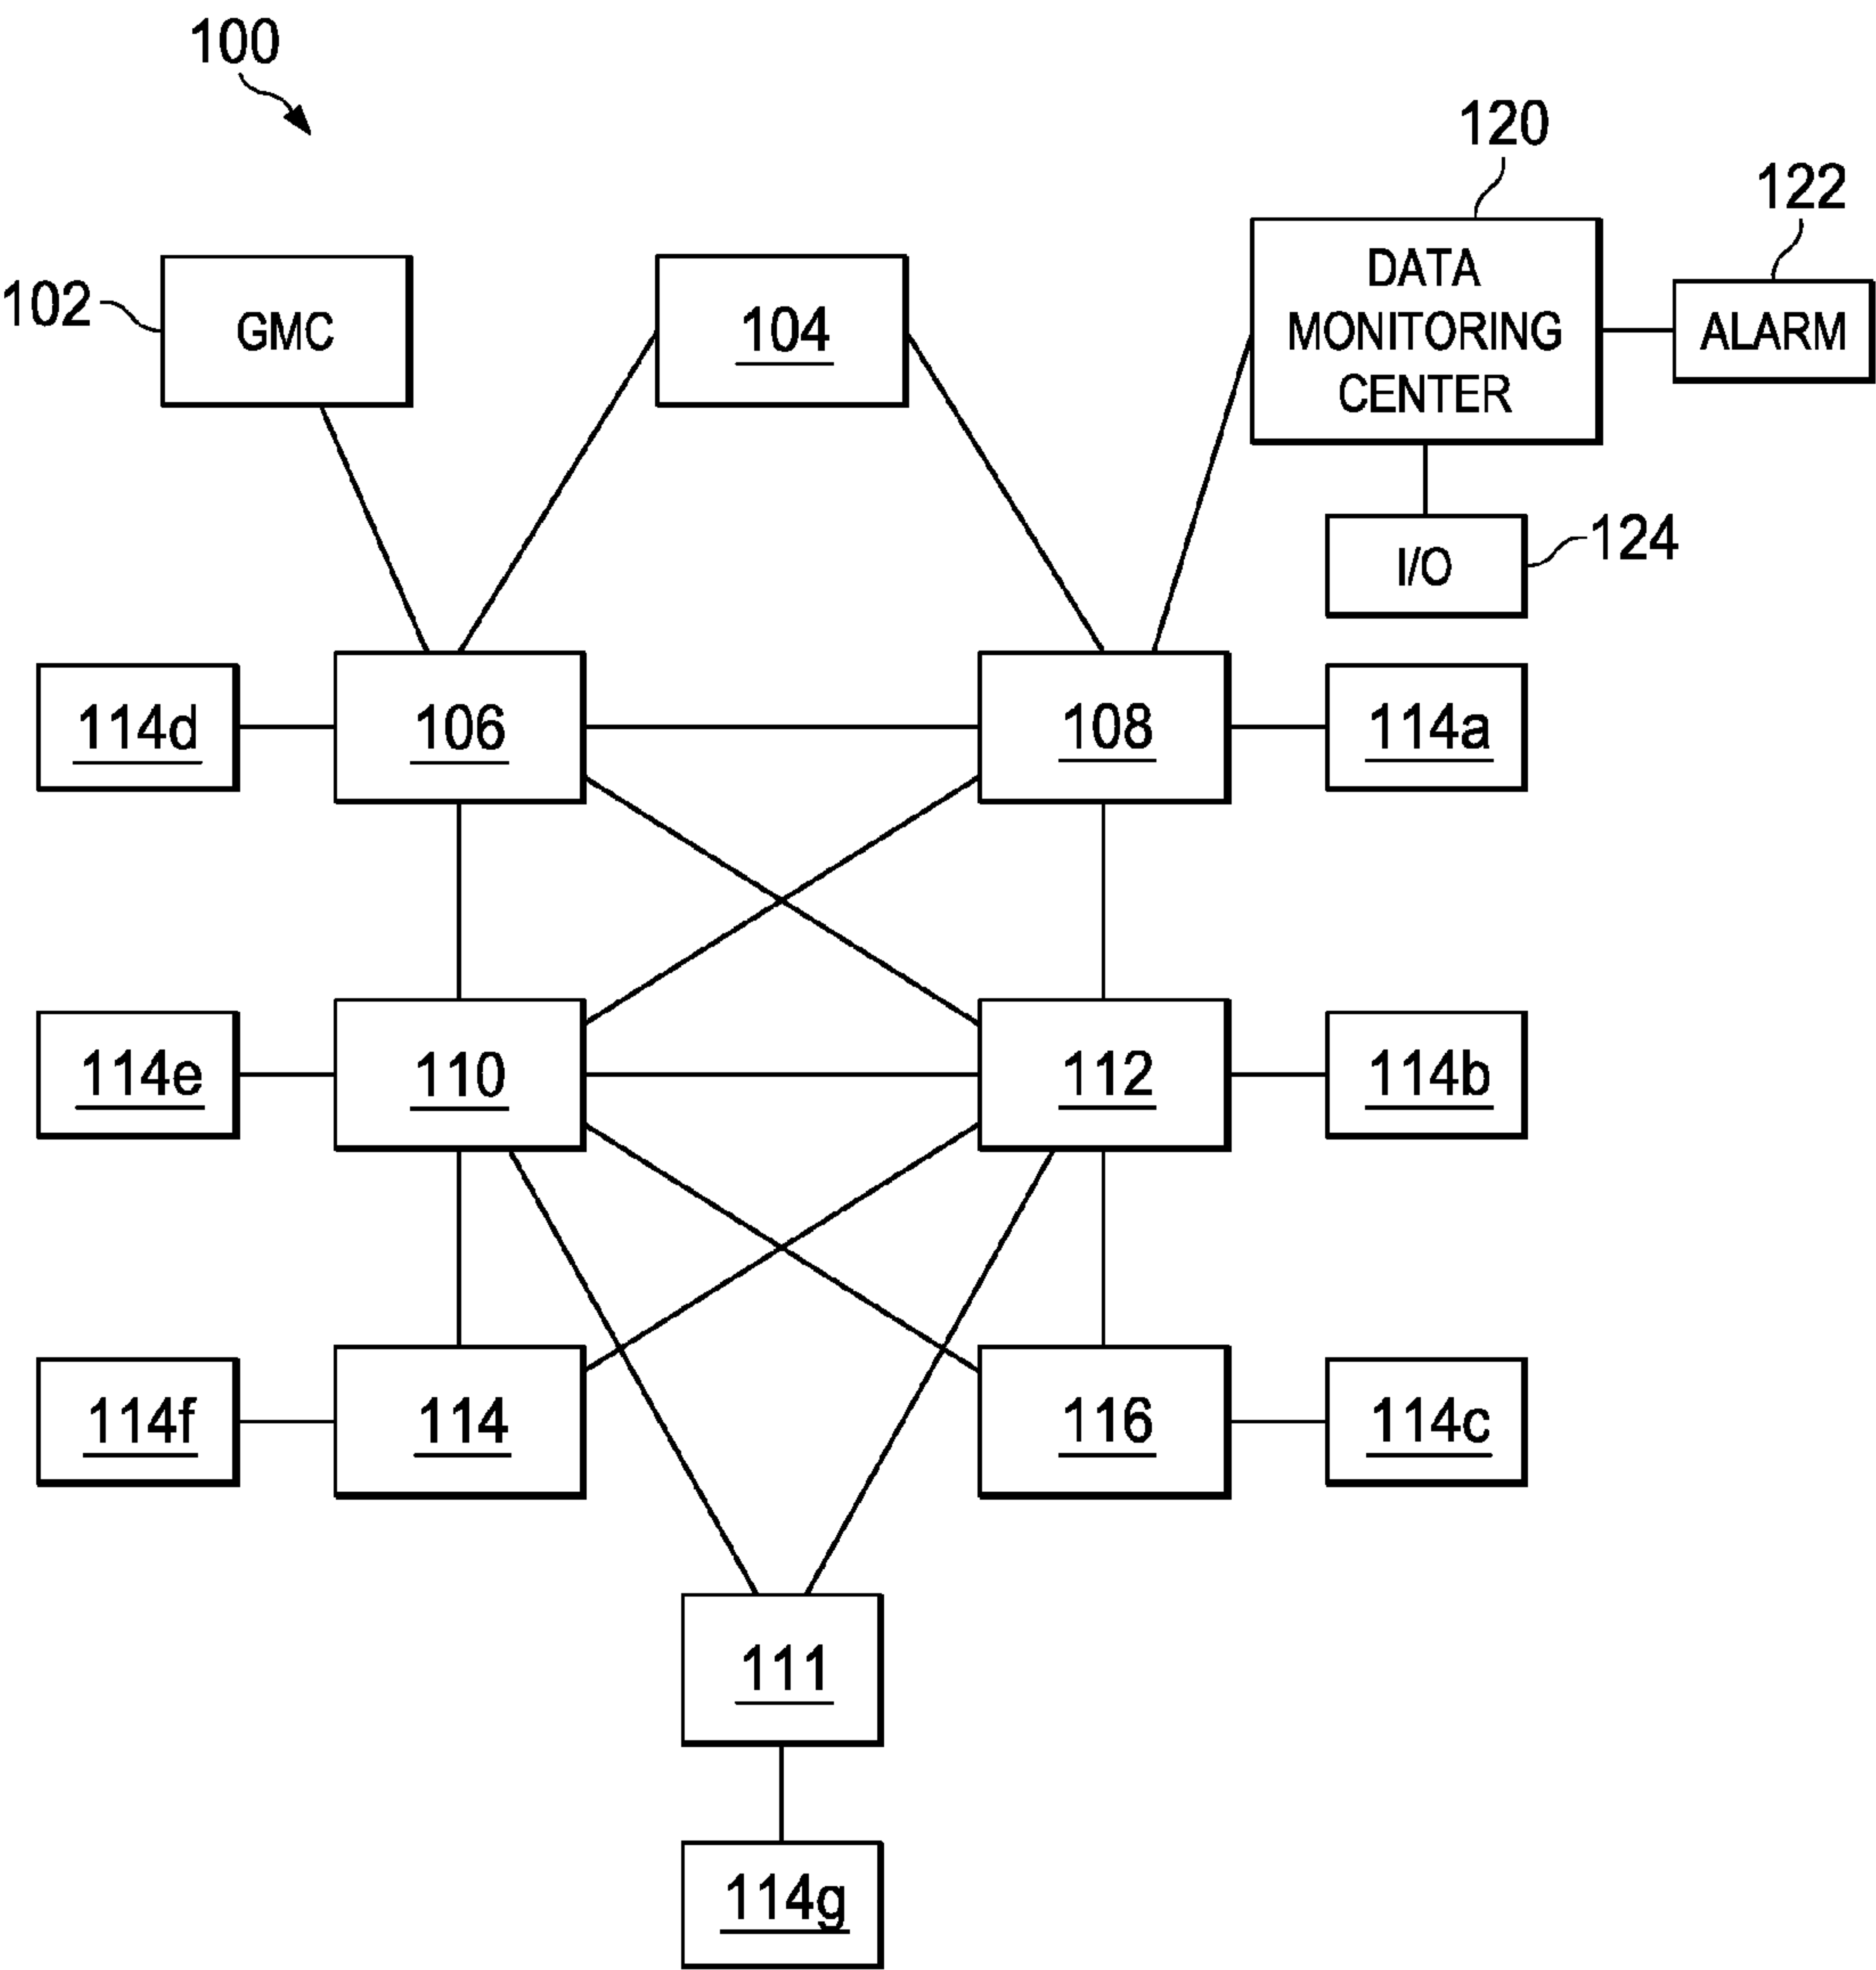 100
120
122
102
GMC
104
DATA
MONITORING
CENTER
ALARM
I/O
124
114d
106
108
114a
114e
110
112
114b
114f
114
116
114c
111
114g